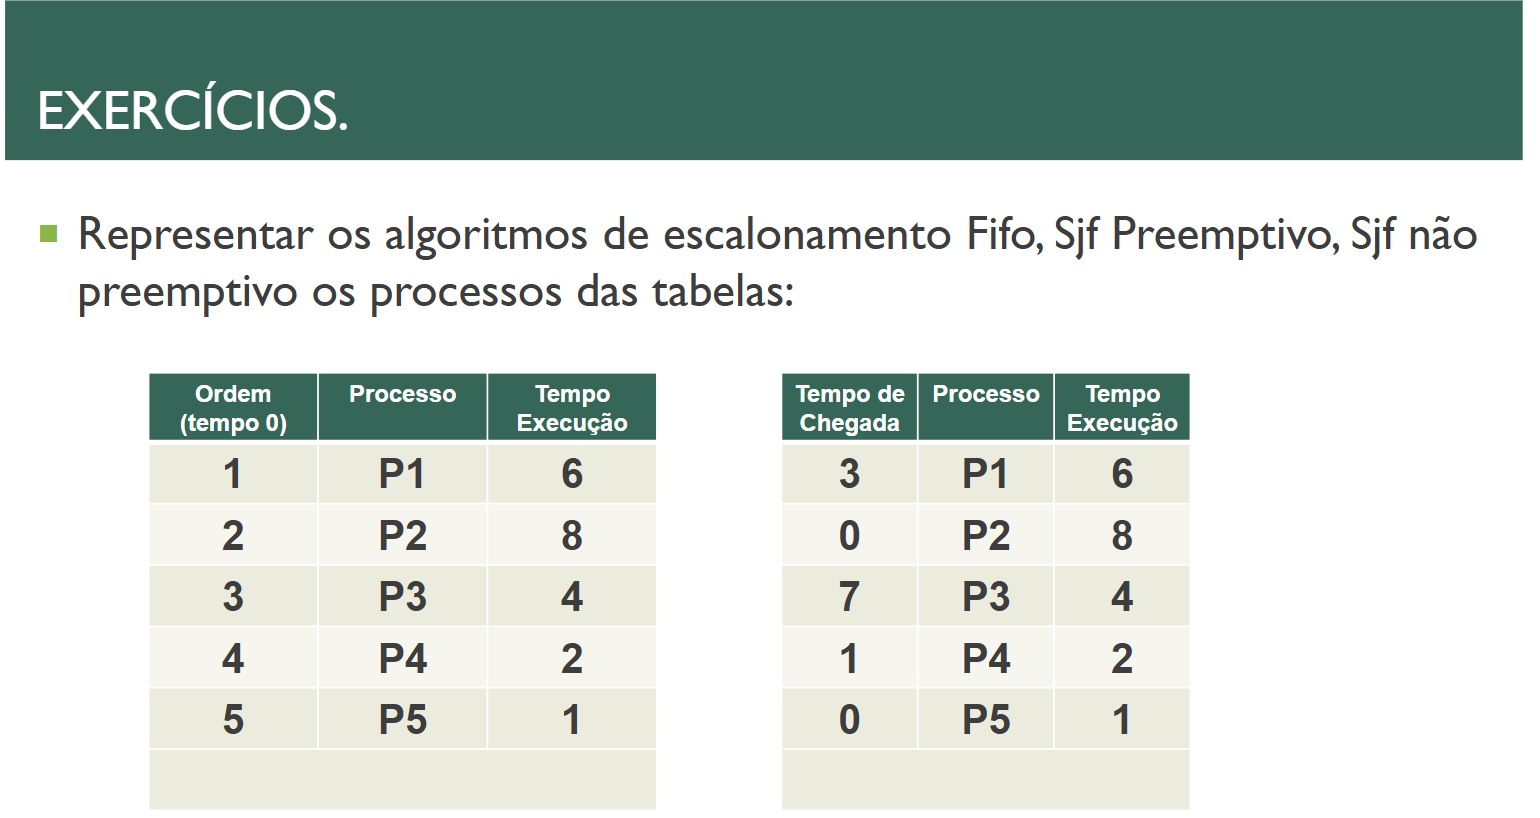 EXERCÍCIOS.
Representar os algoritmos de escalonamento Fifo, Sjf Preemptivo, Sjf não
preemptivo os processos das tabelas:
Ordem (tempo 0) Processo Tempo Execução
1 P1 6
2 P2 8
3 P3 4
4 P4 2
5 P5 1
Tempo de Chegada Processo Tempo Execução
3 P1 6
0 P2 8
7 P3 4
1 P4 2
0 P5 1